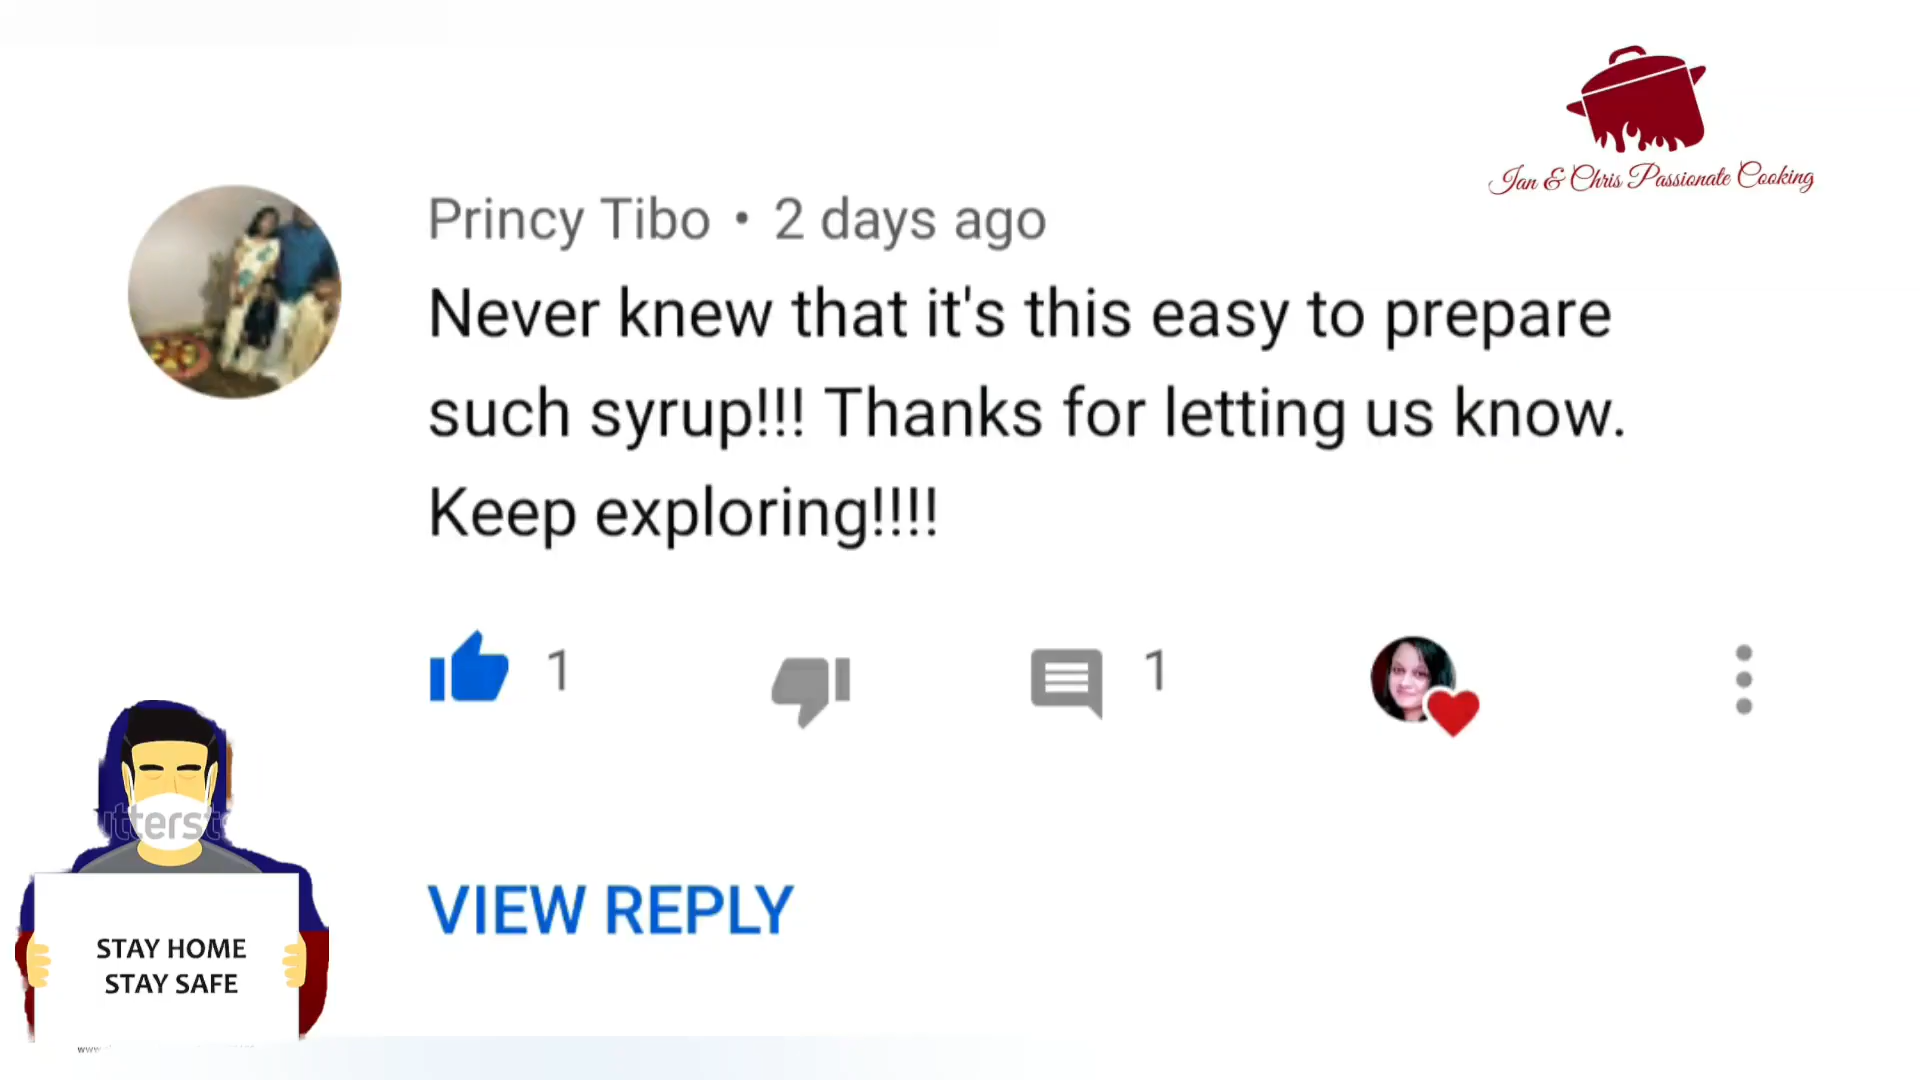 Jan & Chris Passionate Cooking
Princy Tibo • 2 days ago
Never knew that it's this easy to prepare
such syrup!!! Thanks for letting us know.
Keep exploring!!!!
1
1
VIEW REPLY
STAY HOME
STAY SAFE